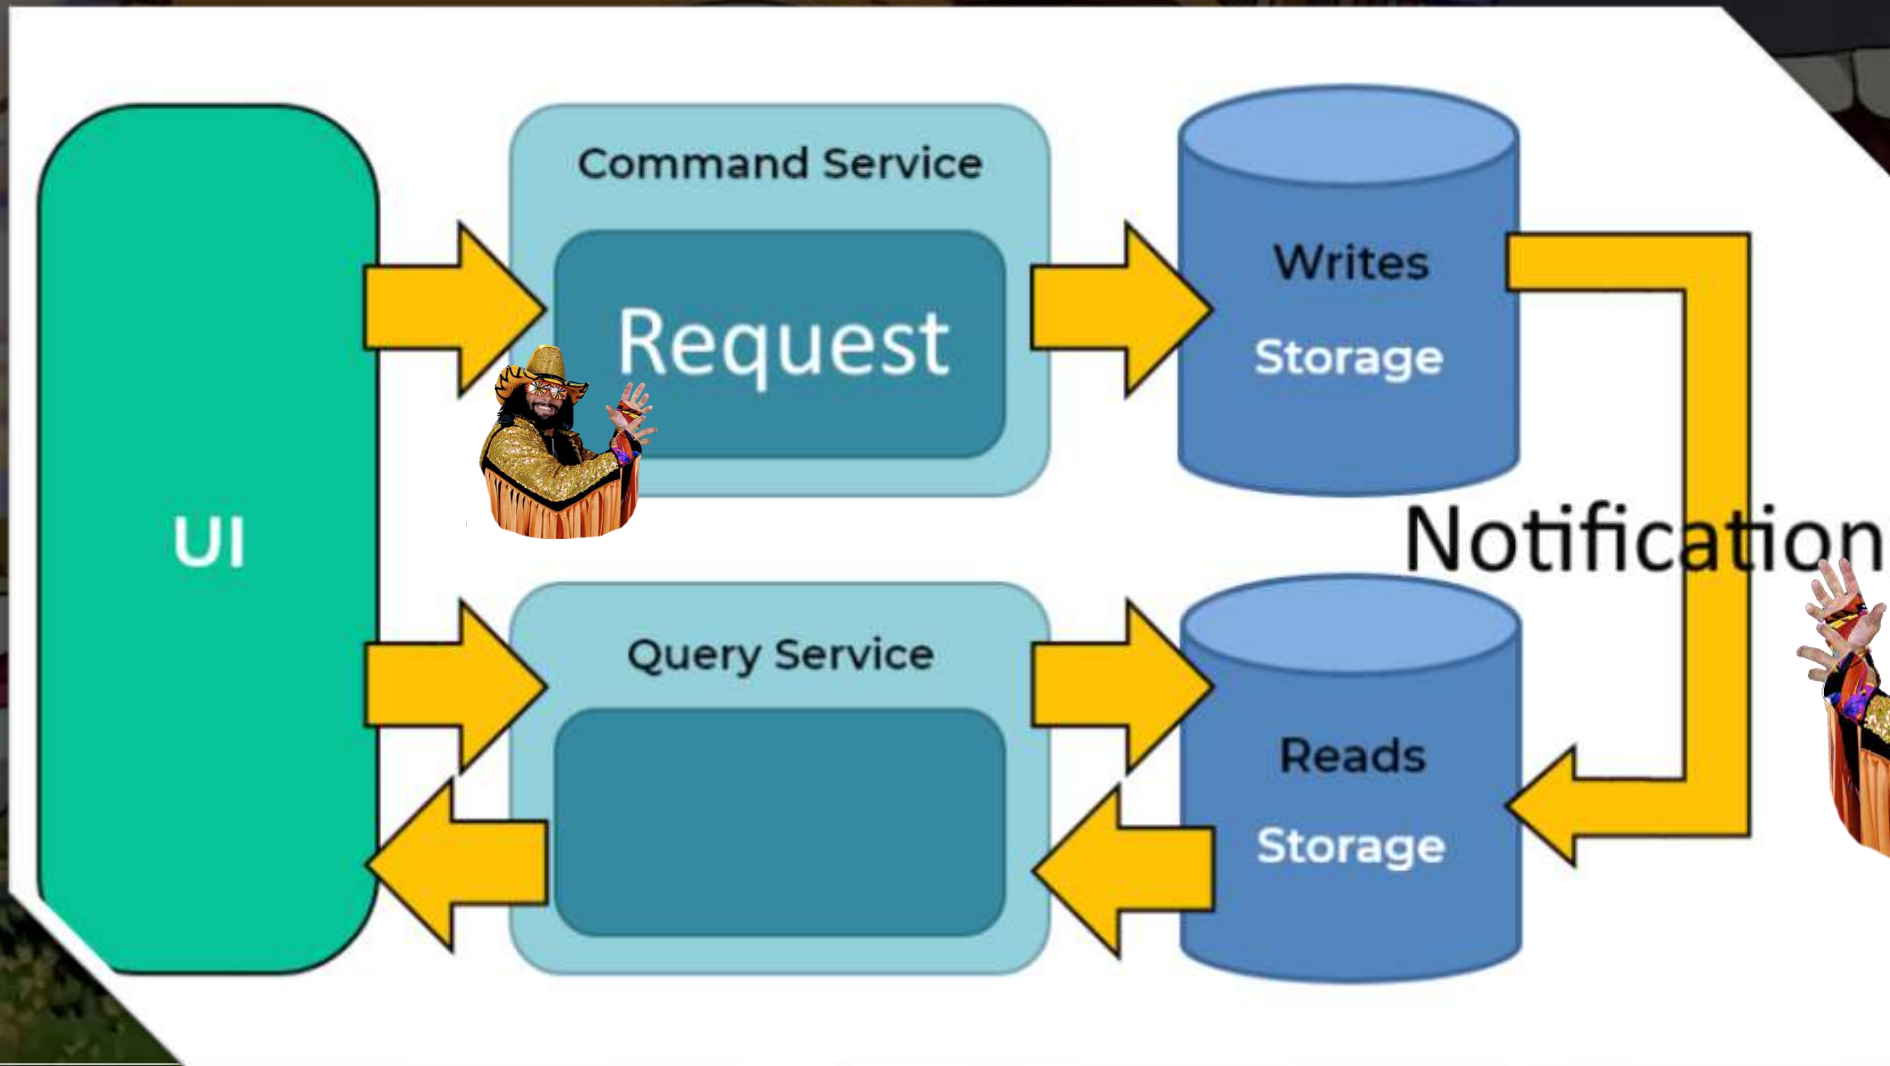 UI
Command Service
Request
Writes
Storage
Notification
Query Service
Reads
Storage